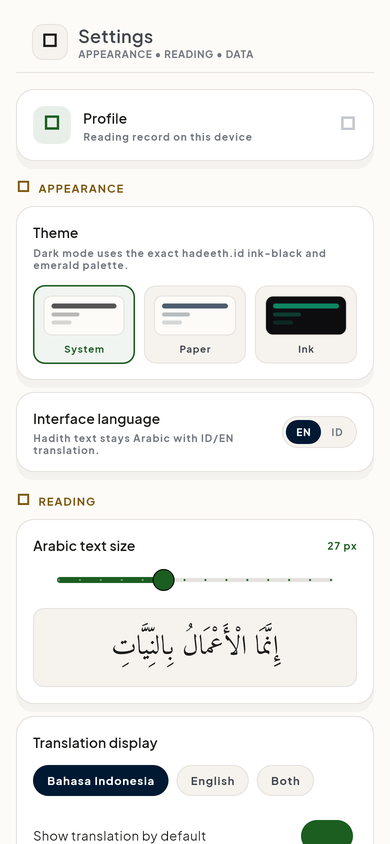 Settings
APPEARANCE • READING • DATA
Profile
Reading record on this device
APPEARANCE
Theme
Dark mode uses the exact hadeeth.id ink-black and
emerald palette.
System
Paper
Ink
Interface language
Hadith text stays Arabic with ID/EN
translation.
EN
ID
READING
Arabic text size
27 px
إِنَّمَا الْأَعْمَالُ بِالنِّيَّاتِ
Translation display
Bahasa Indonesia
English
Both
Show translation by default